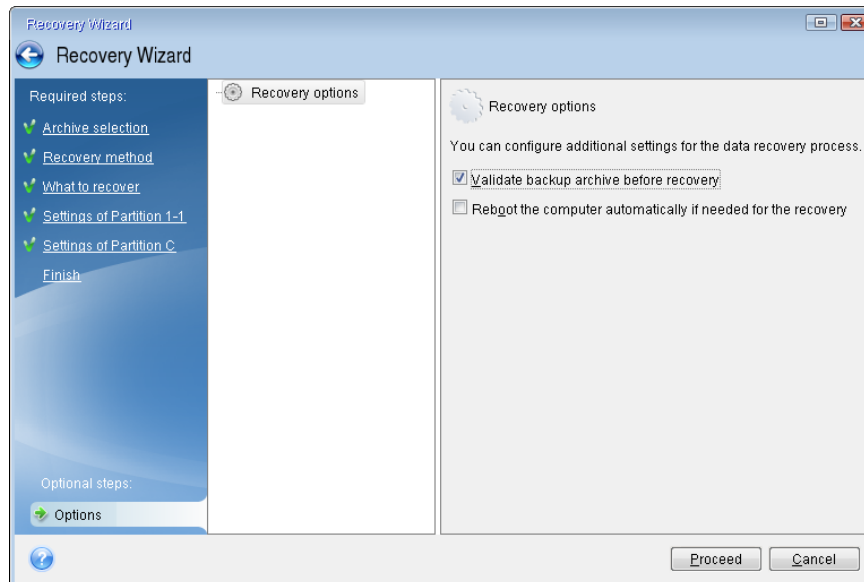 Recovery Wizard
Recovery Wizard
Required steps:
Archive selection
Recovery method
What to recover
Settings of Partition 1-1
Settings of Partition C
Finish
Optional steps:
Options
Recovery options
Recovery options
You can configure additional settings for the data recovery process.
Validate backup archive before recovery
Reboot the computer automatically if needed for the recovery
Proceed
Cancel